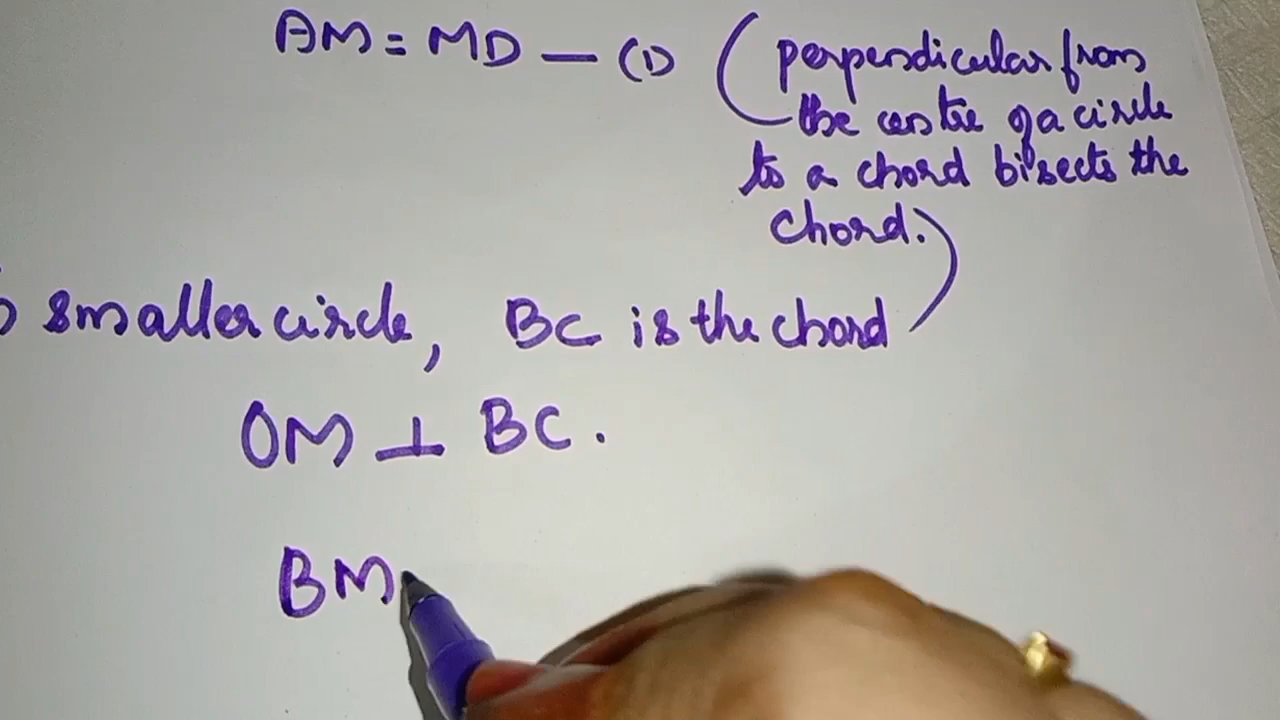 AM = MD — (1) (perpendicular from
the centre of a circle
to a chord bisects the
chord.)
smaller circle, BC is the chord
OM ⊥ BC.
BM